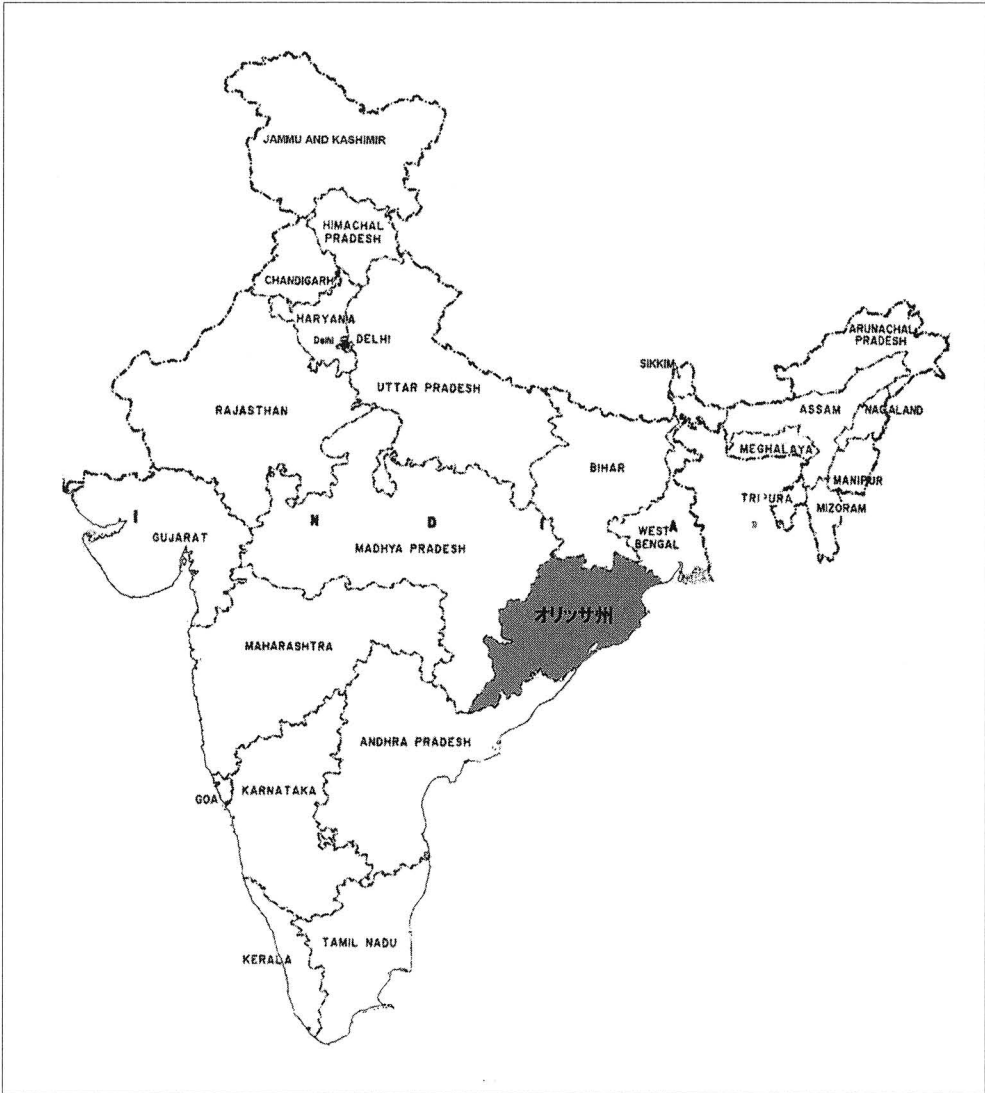 JAMMU AND KASHIMIR
HIMACHAL
PRADESH
CHANDIGARH
HARYANA
Delhi
DELHI
ARUNACHAL
PRADESH
SIKKIM
UTTAR PRADESH
RAJASTHAN
ASSAM
NAGALAND
MEGHALAYA
BIHAR
MANIPUR
TRIPURA
MIZORAM
I N D I A
GUJARAT
WEST
BENGAL
MADHYA PRADESH
オリッサ州
MAHARASHTRA
ANDHRA PRADESH
GOA
KARNATAKA
TAMIL NADU
KERALA